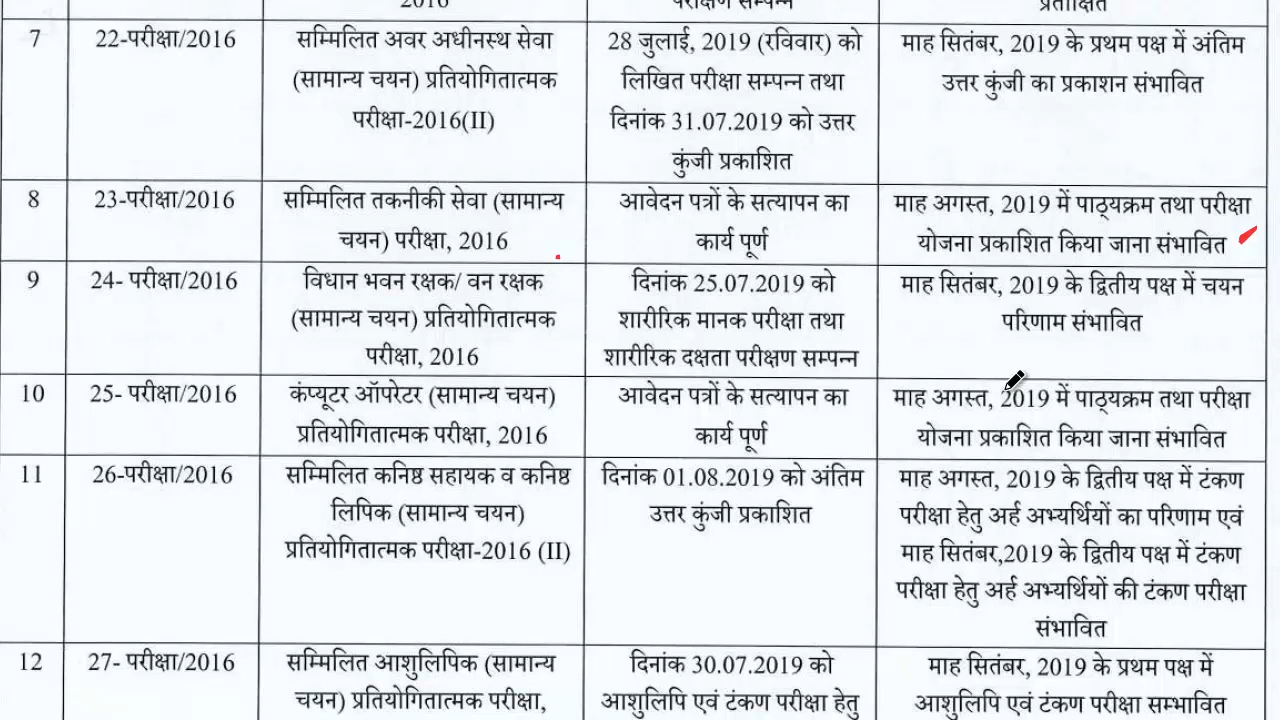 2016
परीक्षण सम्पन्न
प्रतीक्षित
7
22-परीक्षा/2016
सम्मिलित अवर अधीनस्थ सेवा
(सामान्य चयन) प्रतियोगितात्मक
परीक्षा-2016(II)
28 जुलाई, 2019 (रविवार) को
लिखित परीक्षा सम्पन्न तथा
दिनांक 31.07.2019 को उत्तर
कुंजी प्रकाशित
माह सितंबर, 2019 के प्रथम पक्ष में अंतिम
उत्तर कुंजी का प्रकाशन संभावित
8
23-परीक्षा/2016
सम्मिलित तकनीकी सेवा (सामान्य
चयन) परीक्षा, 2016
आवेदन पत्रों के सत्यापन का
कार्य पूर्ण
माह अगस्त, 2019 में पाठ्यक्रम तथा परीक्षा
योजना प्रकाशित किया जाना संभावित
9
24- परीक्षा/2016
विधान भवन रक्षक/ वन रक्षक
(सामान्य चयन) प्रतियोगितात्मक
परीक्षा, 2016
दिनांक 25.07.2019 को
शारीरिक मानक परीक्षा तथा
शारीरिक दक्षता परीक्षण सम्पन्न
माह सितंबर, 2019 के द्वितीय पक्ष में चयन
परिणाम संभावित
10
25- परीक्षा/2016
कंप्यूटर ऑपरेटर (सामान्य चयन)
प्रतियोगितात्मक परीक्षा, 2016
आवेदन पत्रों के सत्यापन का
कार्य पूर्ण
माह अगस्त, 2019 में पाठ्यक्रम तथा परीक्षा
योजना प्रकाशित किया जाना संभावित
11
26-परीक्षा/2016
सम्मिलित कनिष्ठ सहायक व कनिष्ठ
लिपिक (सामान्य चयन)
प्रतियोगितात्मक परीक्षा-2016 (II)
दिनांक 01.08.2019 को अंतिम
उत्तर कुंजी प्रकाशित
माह अगस्त, 2019 के द्वितीय पक्ष में टंकण
परीक्षा हेतु अर्ह अभ्यर्थियों का परिणाम एवं
माह सितंबर,2019 के द्वितीय पक्ष में टंकण
परीक्षा हेतु अर्ह अभ्यर्थियों की टंकण परीक्षा
संभावित
12
27- परीक्षा/2016
सम्मिलित आशुलिपिक (सामान्य
चयन) प्रतियोगितात्मक परीक्षा,
दिनांक 30.07.2019 को
आशुलिपि एवं टंकण परीक्षा हेतु
माह सितंबर, 2019 के प्रथम पक्ष में
आशुलिपि एवं टंकण परीक्षा सम्भावित